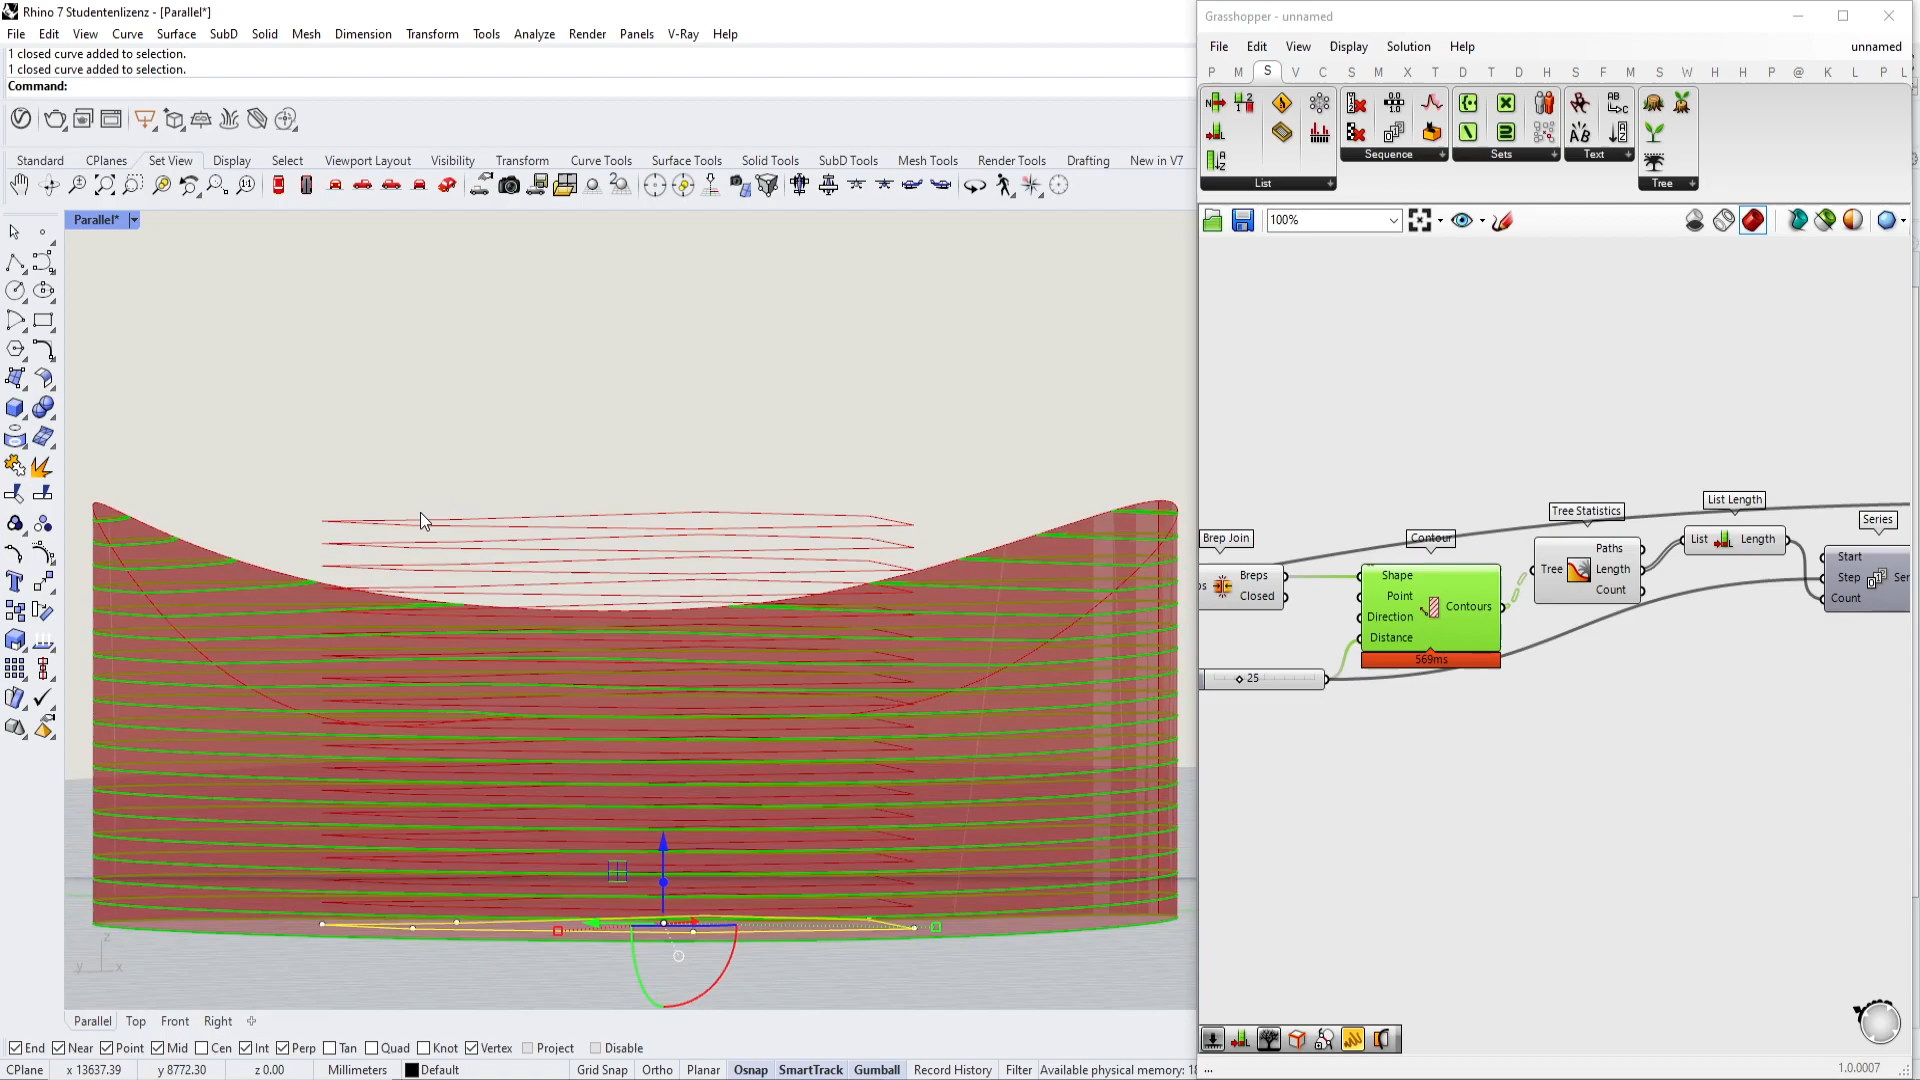 Rhino 7 Studentenlizenz - [Parallel*]
File Edit View Curve Surface SubD Solid Mesh Dimension Transform Tools Analyze Render Panels V-Ray Help
1 closed curve added to selection.
1 closed curve added to selection.
Command:
Standard CPlanes Set View Display Select Viewport Layout Visibility Transform Curve Tools Surface Tools Solid Tools SubD Tools Mesh Tools Render Tools Drafting New in V7
Parallel*
z
y x
Parallel Top Front Right
End Near Point Mid Cen Int Perp Tan Quad Knot Vertex Project Disable
CPlane x 13637.39 y 8772.30 z 0.00 Millimeters Default Grid Snap Ortho Planar Osnap SmartTrack Gumball Record History Filter Available physical memory: 18
Grasshopper - unnamed
File Edit View Display Solution Help unnamed
P M S V C S M X T D T D H S F M S W H H P @ K L P L
List Sequence Sets Text Tree
100%
Brep Join
Breps
Closed
Contour
Shape
Point
Direction
Distance
Contours
569ms
25
Tree Statistics
Tree
Paths
Length
Count
List Length
List Length
Series
Start
Step
Count
Ser
...
1.0.0007